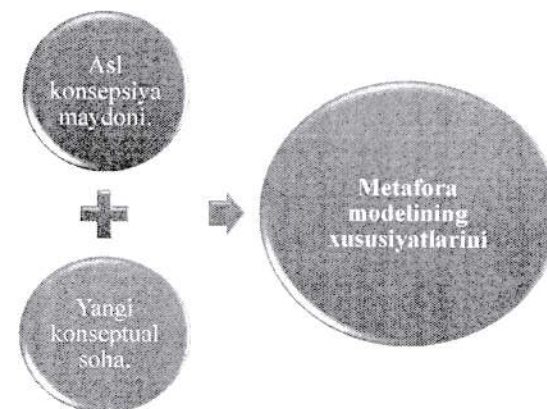 Asl
konsepsiya
maydoni.
Yangi
konseptual
soha.
Metafora
modelining
xususiyatlarini